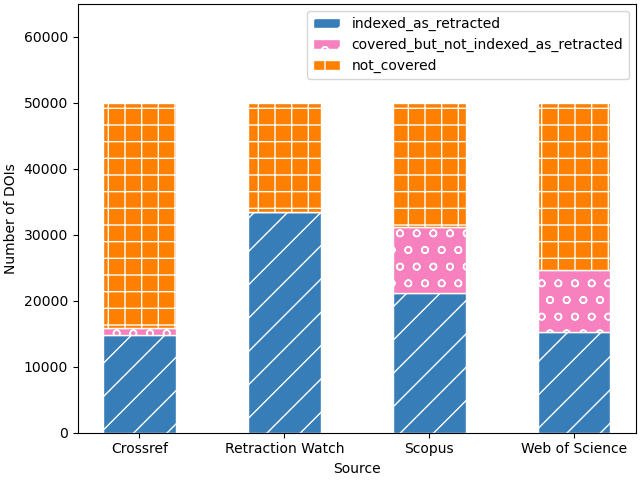 indexed_as_retracted
covered_but_not_indexed_as_retracted
not_covered
60000
50000
40000
30000
20000
10000
0
Number of DOIs
Crossref Retraction Watch Scopus Web of Science
Source